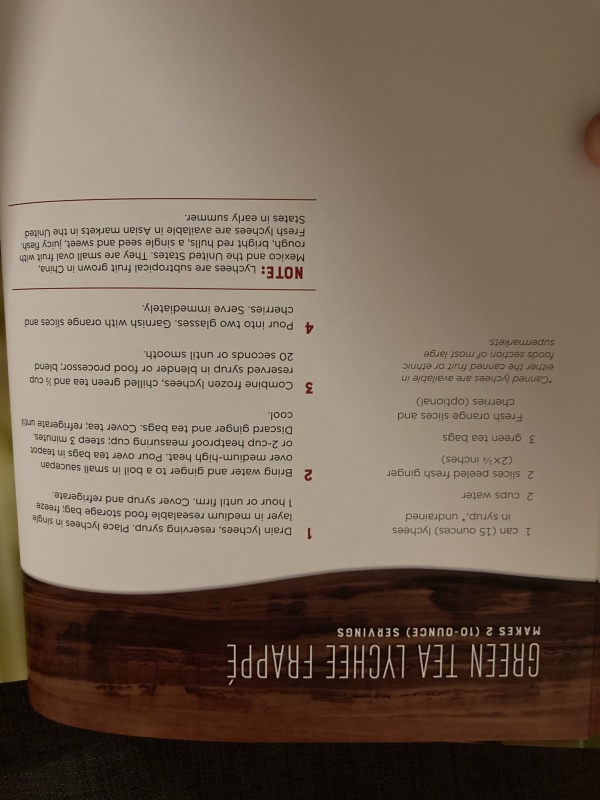 GREEN TEA LYCHEE FRAPPÉ
MAKES 2 (10-OUNCE) SERVINGS
1 can (15 ounces) lychees
in syrup,* undrained
2 cups water
2 slices peeled fresh ginger
(2×¼ inches)
3 green tea bags
Fresh orange slices and
cherries (optional)
*Canned lychees are available in
either the canned fruit or ethnic
foods section of most large
supermarkets.
1 Drain lychees, reserving syrup. Place lychees in single
layer in medium resealable food storage bag; freeze
1 hour or until firm. Cover syrup and refrigerate.
2 Bring water and ginger to a boil in small saucepan
over medium-high heat. Pour over tea bags in teapot
or 2-cup heatproof measuring cup; steep 3 minutes.
Discard ginger and tea bags. Cover tea; refrigerate until
cool.
3 Combine frozen lychees, chilled green tea and ½ cup
reserved syrup in blender or food processor; blend
20 seconds or until smooth.
4 Pour into two glasses. Garnish with orange slices and
cherries. Serve immediately.
NOTE: Lychees are subtropical fruit grown in China,
Mexico and the United States. They are small oval fruit with
rough, bright red hulls, a single seed and sweet, juicy flesh.
Fresh lychees are available in Asian markets in the United
States in early summer.